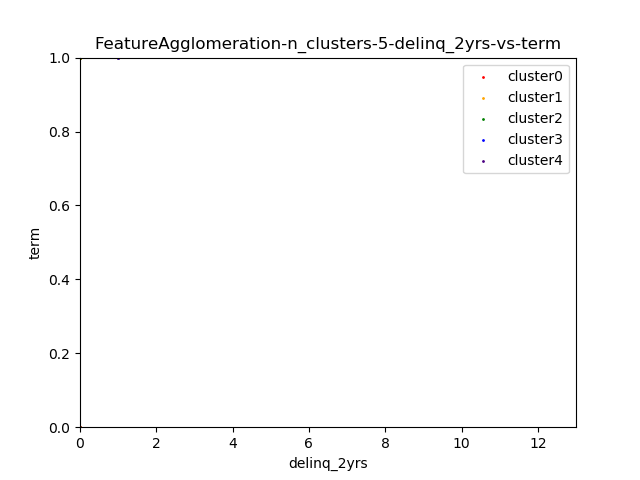 FeatureAgglomeration-n_clusters-5-delinq_2yrs-vs-term
1.0
0.8
0.6
0.4
0.2
0.0
term
cluster0
cluster1
cluster2
cluster3
cluster4
0 2 4 6 8 10 12
delinq_2yrs